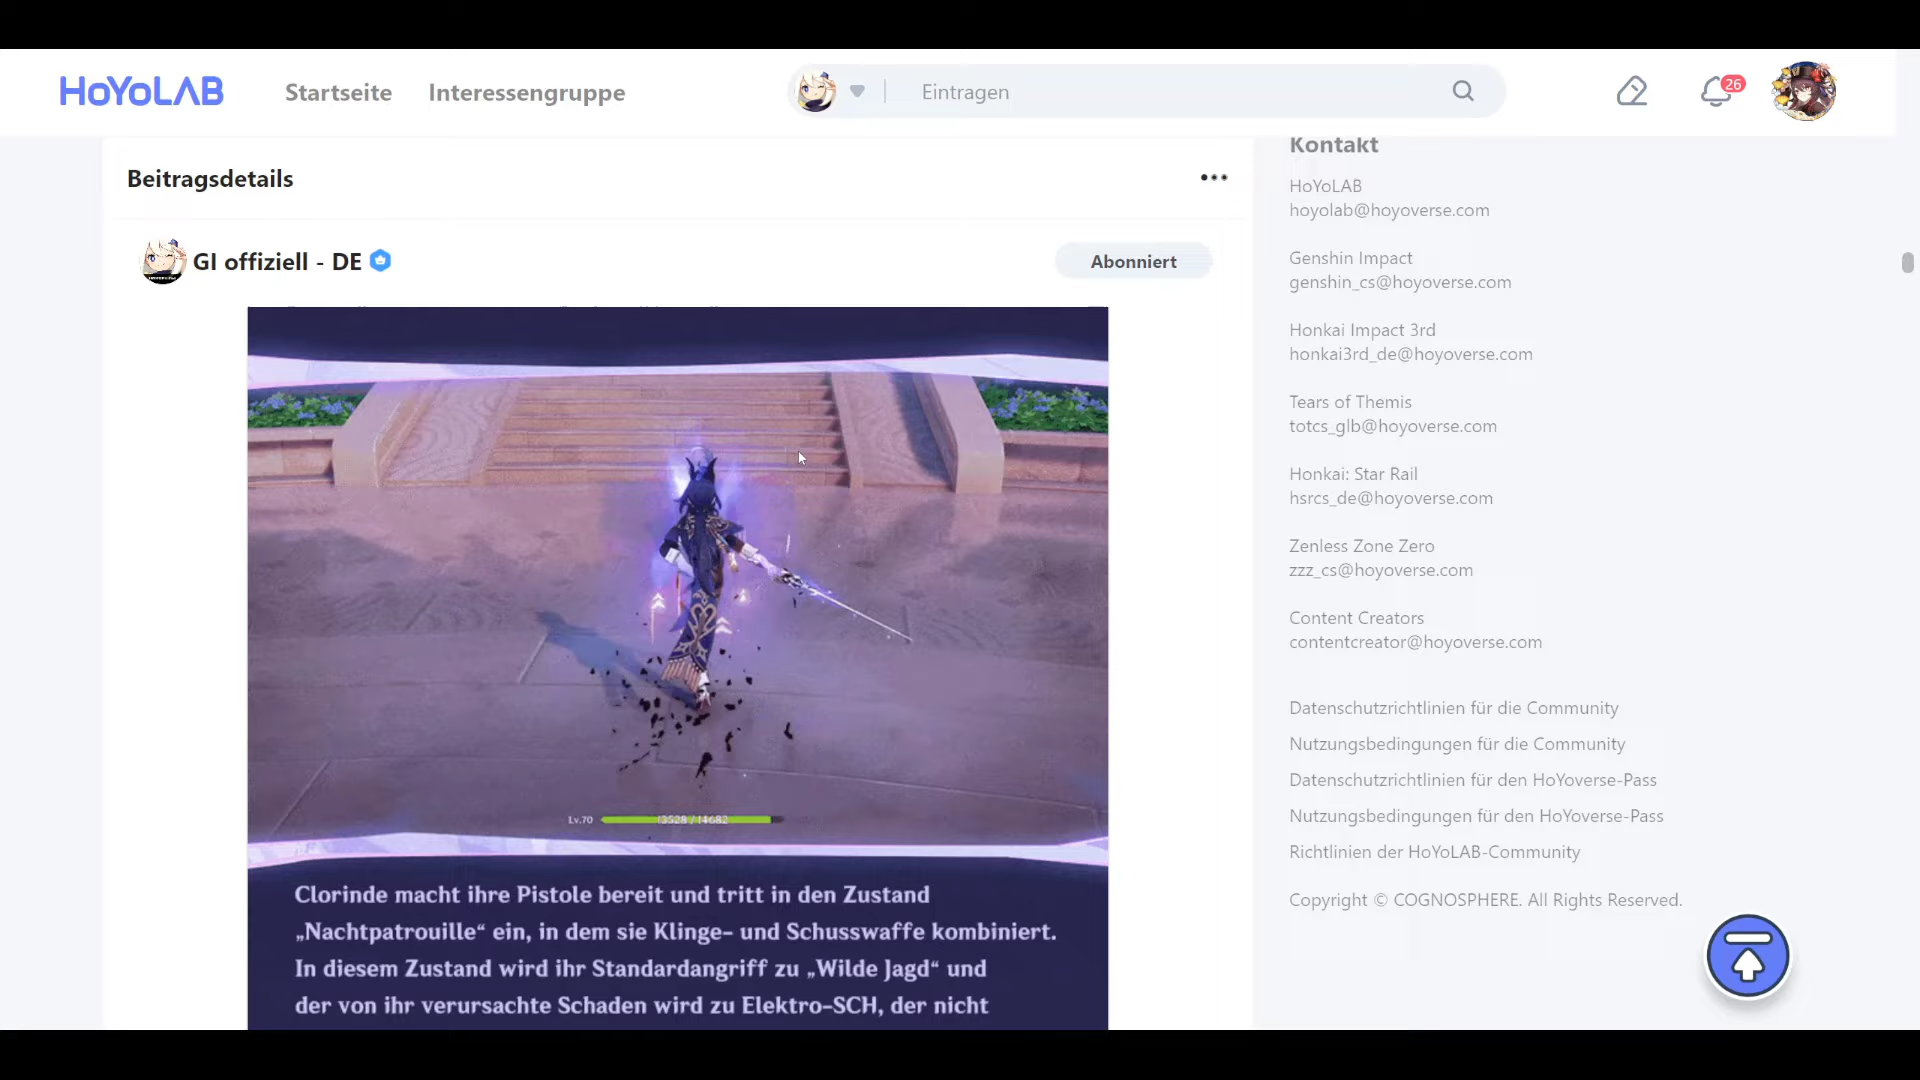 HoYoLAB
Startseite
Interessengruppe
Eintragen
26
Beitragsdetails
GI offiziell - DE
Abonniert
Lv.70
13528 / 14682
Clorinde macht ihre Pistole bereit und tritt in den Zustand
„Nachtpatrouille“ ein, in dem sie Klinge- und Schusswaffe kombiniert.
In diesem Zustand wird ihr Standardangriff zu „Wilde Jagd“ und
der von ihr verursachte Schaden wird zu Elektro-SCH, der nicht
Kontakt
HoYoLAB
hoyolab@hoyoverse.com
Genshin Impact
genshin_cs@hoyoverse.com
Honkai Impact 3rd
honkai3rd_de@hoyoverse.com
Tears of Themis
totcs_glb@hoyoverse.com
Honkai: Star Rail
hsrcs_de@hoyoverse.com
Zenless Zone Zero
zzz_cs@hoyoverse.com
Content Creators
contentcreator@hoyoverse.com
Datenschutzrichtlinien für die Community
Nutzungsbedingungen für die Community
Datenschutzrichtlinien für den HoYoverse-Pass
Nutzungsbedingungen für den HoYoverse-Pass
Richtlinien der HoYoLAB-Community
Copyright © COGNOSPHERE. All Rights Reserved.